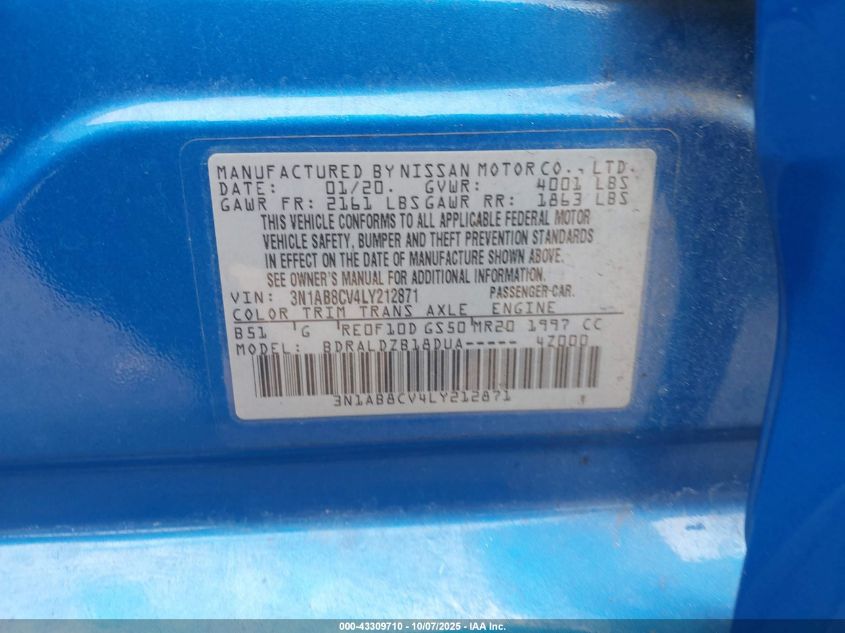 MANUFACTURED BY NISSAN MOTOR CO., LTD.
DATE: 01/20. GVWR: 4001 LBS
GAWR FR: 2161 LBS GAWR RR: 1863 LBS
THIS VEHICLE CONFORMS TO ALL APPLICABLE FEDERAL MOTOR
VEHICLE SAFETY, BUMPER AND THEFT PREVENTION STANDARDS
IN EFFECT ON THE DATE OF MANUFACTURE SHOWN ABOVE.
SEE OWNER'S MANUAL FOR ADDITIONAL INFORMATION.
VIN: 3N1AB8CV4LY212871 PASSENGER-CAR.
COLOR TRIM TRANS AXLE ENGINE
B51 G RE0F10D GS50 MR20 1997 CC
MODEL: BDRALDZB18DUA----- 4Z000
3N1AB8CV4LY212871
000-43309710 - 10/07/2025 - IAA Inc.